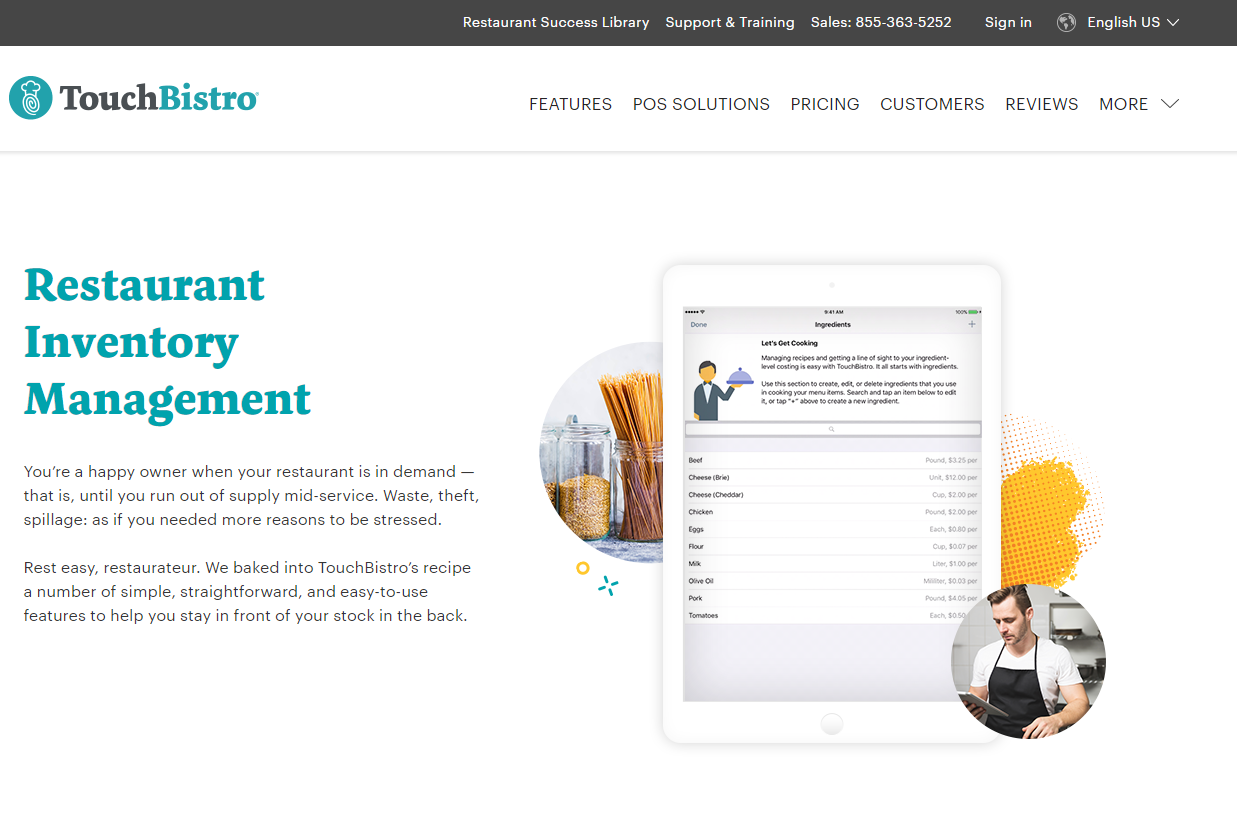 Restaurant Success Library Support & Training Sales: 855-363-5252 Sign in English US
TouchBistro
FEATURES POS SOLUTIONS PRICING CUSTOMERS REVIEWS MORE
Restaurant
Inventory
Management
You’re a happy owner when your restaurant is in demand —
that is, until you run out of supply mid-service. Waste, theft,
spillage: as if you needed more reasons to be stressed.
Rest easy, restaurateur. We baked into TouchBistro’s recipe
a number of simple, straightforward, and easy-to-use
features to help you stay in front of your stock in the back.
9:41 AM 100%
Done Ingredients +
Let's Get Cooking
Managing recipes and getting a line of sight to your ingredient-
level costing is easy with TouchBistro. It all starts with ingredients.
Use this section to create, edit, or delete ingredients that you use
in cooking your menu items. Search and tap an item below to edit
it, or tap "+" above to create a new ingredient.
Beef Pound, $3.25 per
Cheese (Brie) Unit, $12.00 per
Cheese (Cheddar) Cup, $2.00 per
Chicken Pound, $2.00 per
Eggs Each, $0.80 per
Flour Cup, $0.07 per
Milk Liter, $1.00 per
Olive Oil Mililiter, $0.03 per
Pork Pound, $4.05 per
Tomatoes Each, $0.50